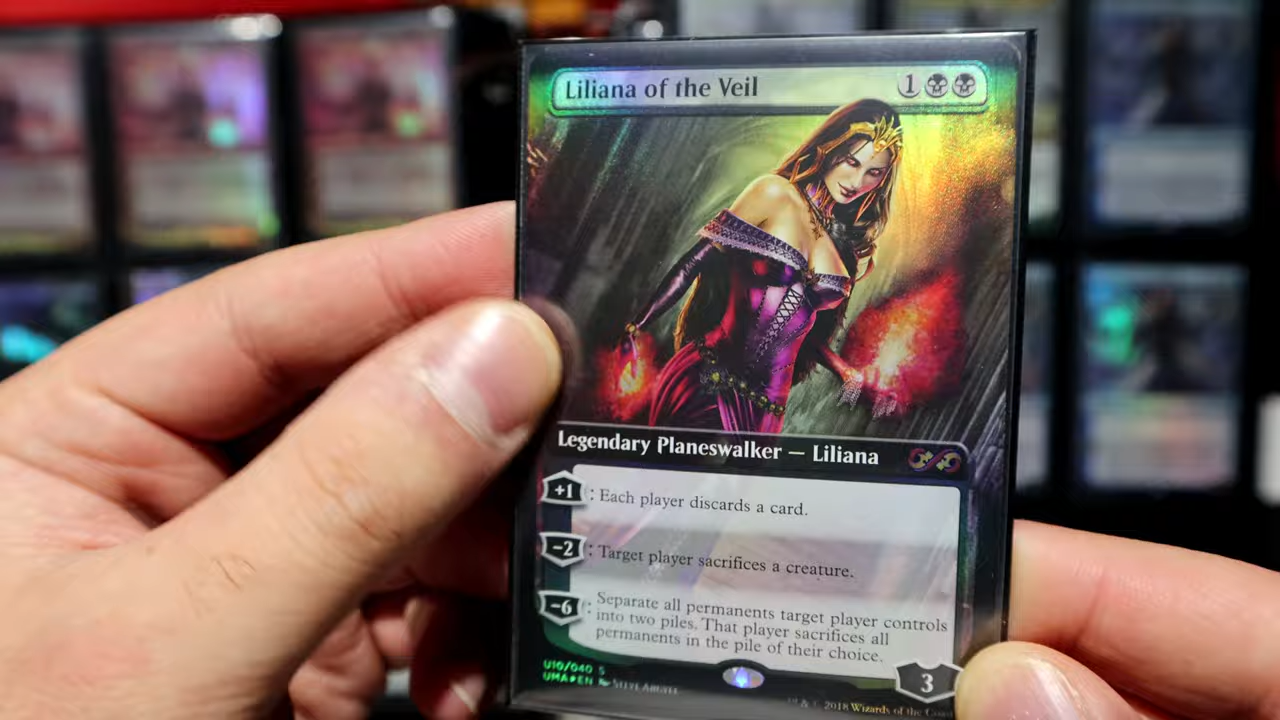 Liliana of the Veil 1
Legendary Planeswalker — Liliana
+1 : Each player discards a card.
−2 : Target player sacrifices a creature.
−6 : Separate all permanents target player controls
into two piles. That player sacrifices all
permanents in the pile of their choice.
3
U10/040 S
UMA EN Steve Argyle
& © 2018 Wizards of the Coast